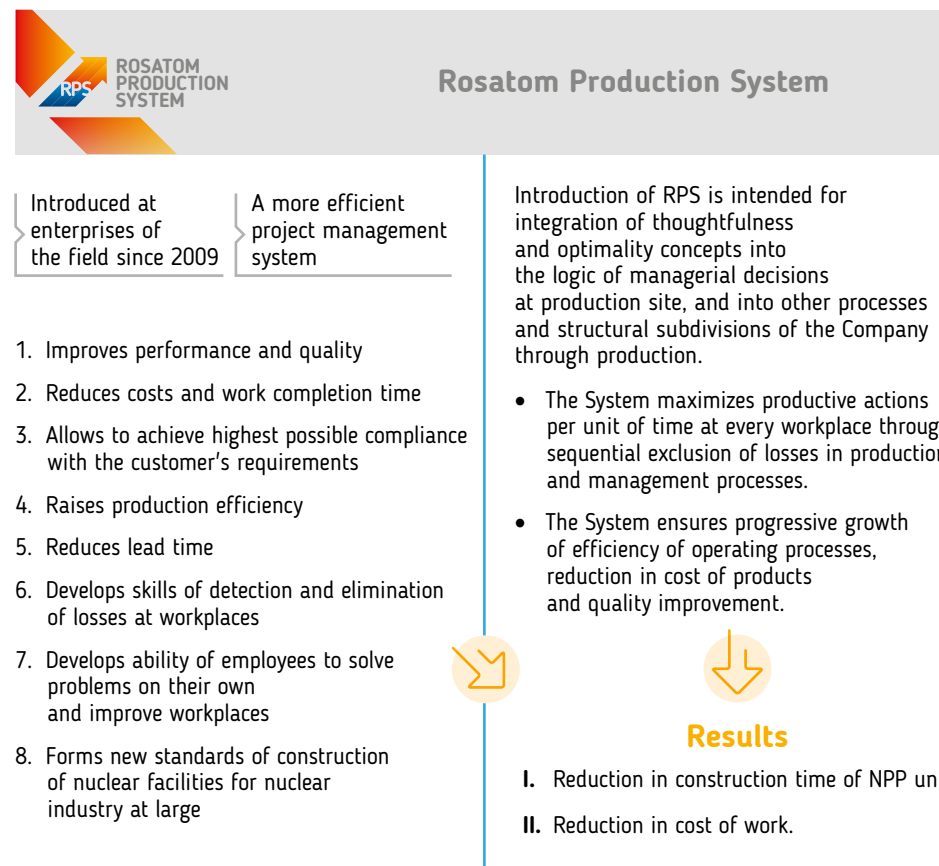 ROSATOM
PRODUCTION
SYSTEM
RPS
Rosatom Production System
Introduced at
enterprises of
the field since 2009
A more efficient
project management
system
1. Improves performance and quality
2. Reduces costs and work completion time
3. Allows to achieve highest possible compliance
with the customer's requirements
4. Raises production efficiency
5. Reduces lead time
6. Develops skills of detection and elimination
of losses at workplaces
7. Develops ability of employees to solve
problems on their own
and improve workplaces
8. Forms new standards of construction
of nuclear facilities for nuclear
industry at large
Introduction of RPS is intended for
integration of thoughtfulness
and optimality concepts into
the logic of managerial decisions
at production site, and into other processes
and structural subdivisions of the Company
through production.
• The System maximizes productive actions
per unit of time at every workplace throug
sequential exclusion of losses in production
and management processes.
• The System ensures progressive growth
of efficiency of operating processes,
reduction in cost of products
and quality improvement.
Results
I. Reduction in construction time of NPP un
II. Reduction in cost of work.